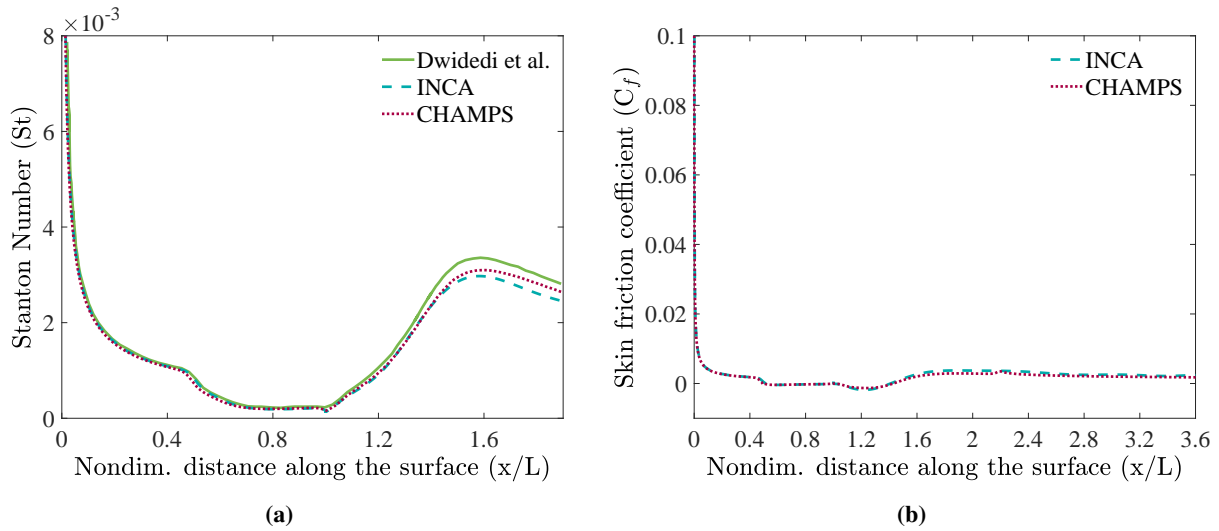 ×10⁻³
8
6
4
2
0
0 0.4 0.8 1.2 1.6
Stanton Number (St)
Nondim. distance along the surface (x/L)
Dwidedi et al.
INCA
CHAMPS
(a)
0.1
0.08
0.06
0.04
0.02
0
0 0.4 0.8 1.2 1.6 2 2.4 2.8 3.2 3.6
Skin friction coefficient (C_f)
Nondim. distance along the surface (x/L)
INCA
CHAMPS
(b)